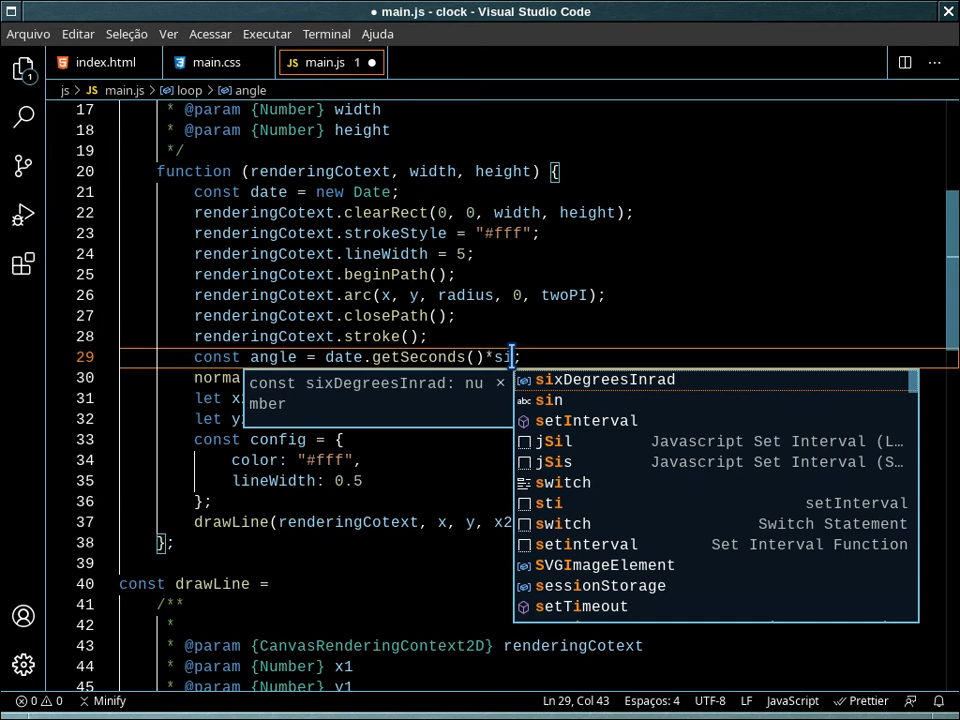 ● main.js - clock - Visual Studio Code
Arquivo Editar Seleção Ver Acessar Executar Terminal Ajuda
index.html main.css JS main.js 1 ●
js > JS main.js > loop > angle
17 * @param {Number} width
18 * @param {Number} height
19 */
20 function (renderingCotext, width, height) {
21 const date = new Date;
22 renderingCotext.clearRect(0, 0, width, height);
23 renderingCotext.strokeStyle = "#fff";
24 renderingCotext.lineWidth = 5;
25 renderingCotext.beginPath();
26 renderingCotext.arc(x, y, radius, 0, twoPI);
27 renderingCotext.closePath();
28 renderingCotext.stroke();
29 const angle = date.getSeconds()*si;
30 norma
31 let x
32 let y
33 const config = {
34 color: "#fff",
35 lineWidth: 0.5
36 };
37 drawLine(renderingCotext, x, y, x2
38 };
39
40 const drawLine =
41 /**
42 *
43 * @param {CanvasRenderingContext2D} renderingCotext
44 * @param {Number} x1
45 * @param {Number} y1
const sixDegreesInrad: nu
mber
sixDegreesInrad
abc sin
setInterval
jSil Javascript Set Interval (L…
jSis Javascript Set Interval (S…
switch
sti setInterval
switch Switch Statement
setinterval Set Interval Function
SVGImageElement
sessionStorage
setTimeout
1
0 0 Minify Ln 29, Col 43 Espaços: 4 UTF-8 LF JavaScript Prettier